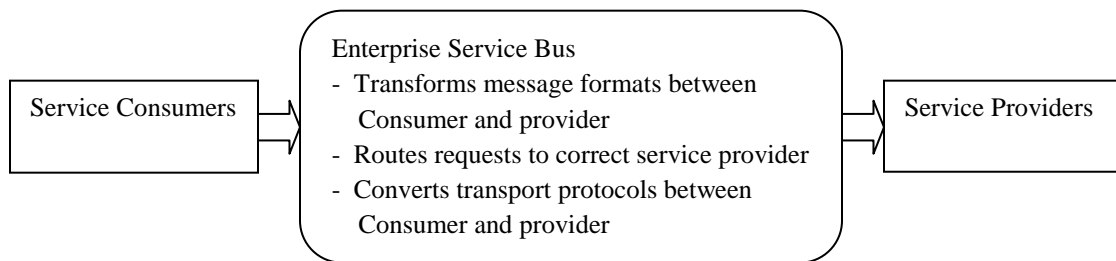 Service Consumers
Enterprise Service Bus
- Transforms message formats between
Consumer and provider
- Routes requests to correct service provider
- Converts transport protocols between
Consumer and provider
Service Providers